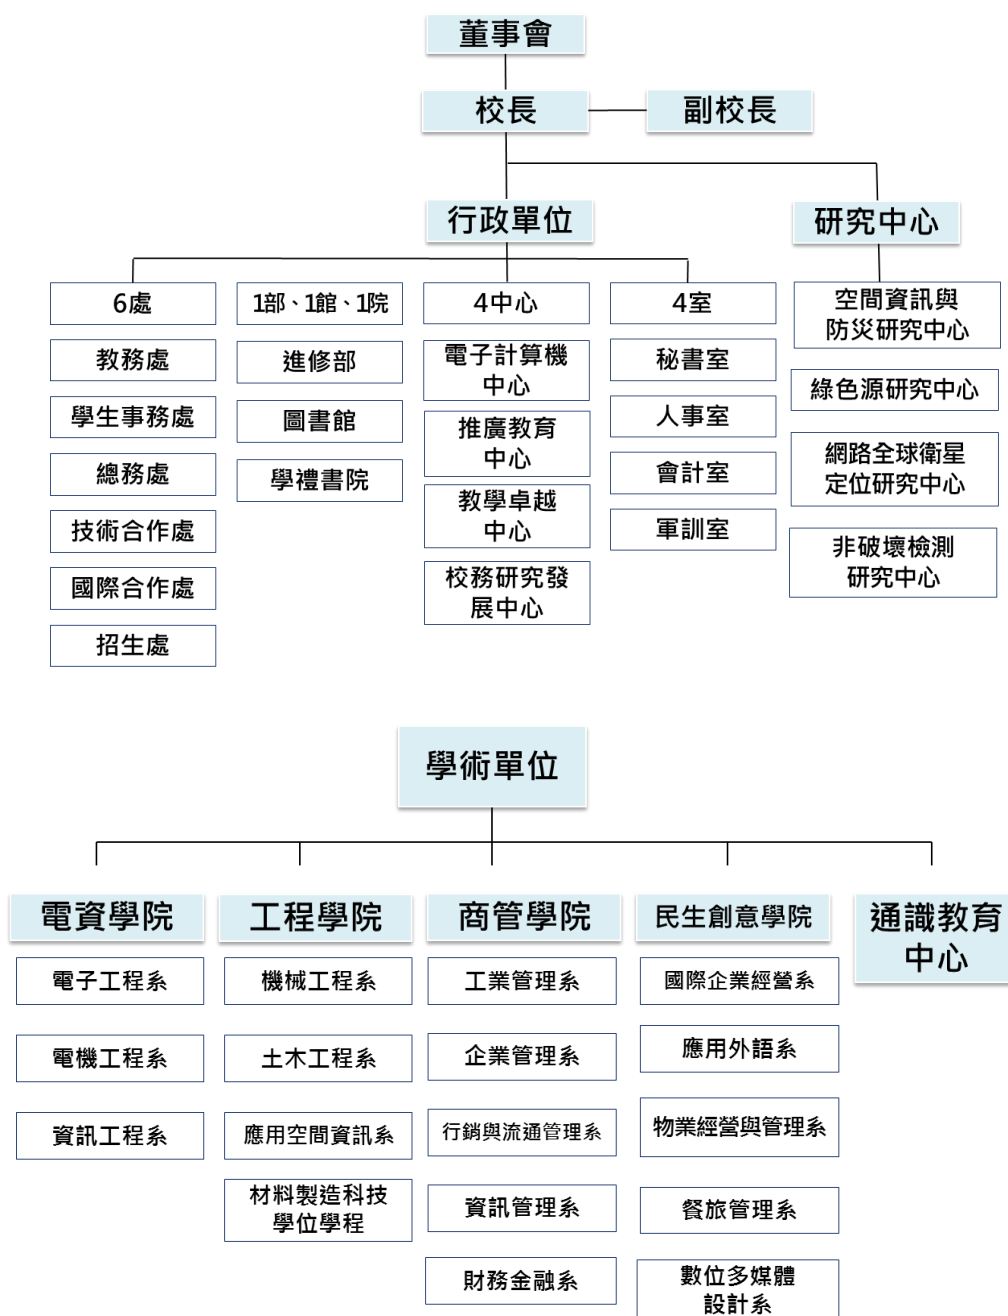 董事會
校長
副校長
行政單位
研究中心
6處
教務處
學生事務處
總務處
技術合作處
國際合作處
招生處
1部、1館、1院
進修部
圖書館
學禮書院
4中心
電子計算機
中心
推廣教育
中心
教學卓越
中心
校務研究發
展中心
4室
秘書室
人事室
會計室
軍訓室
空間資訊與
防災研究中心
綠色源研究中心
網路全球衛星
定位研究中心
非破壞檢測
研究中心
學術單位
電資學院
電子工程系
電機工程系
資訊工程系
工程學院
機械工程系
土木工程系
應用空間資訊系
材料製造科技
學位學程
商管學院
工業管理系
企業管理系
行銷與流通管理系
資訊管理系
財務金融系
民生創意學院
國際企業經營系
應用外語系
物業經營與管理系
餐旅管理系
數位多媒體
設計系
通識教育
中心